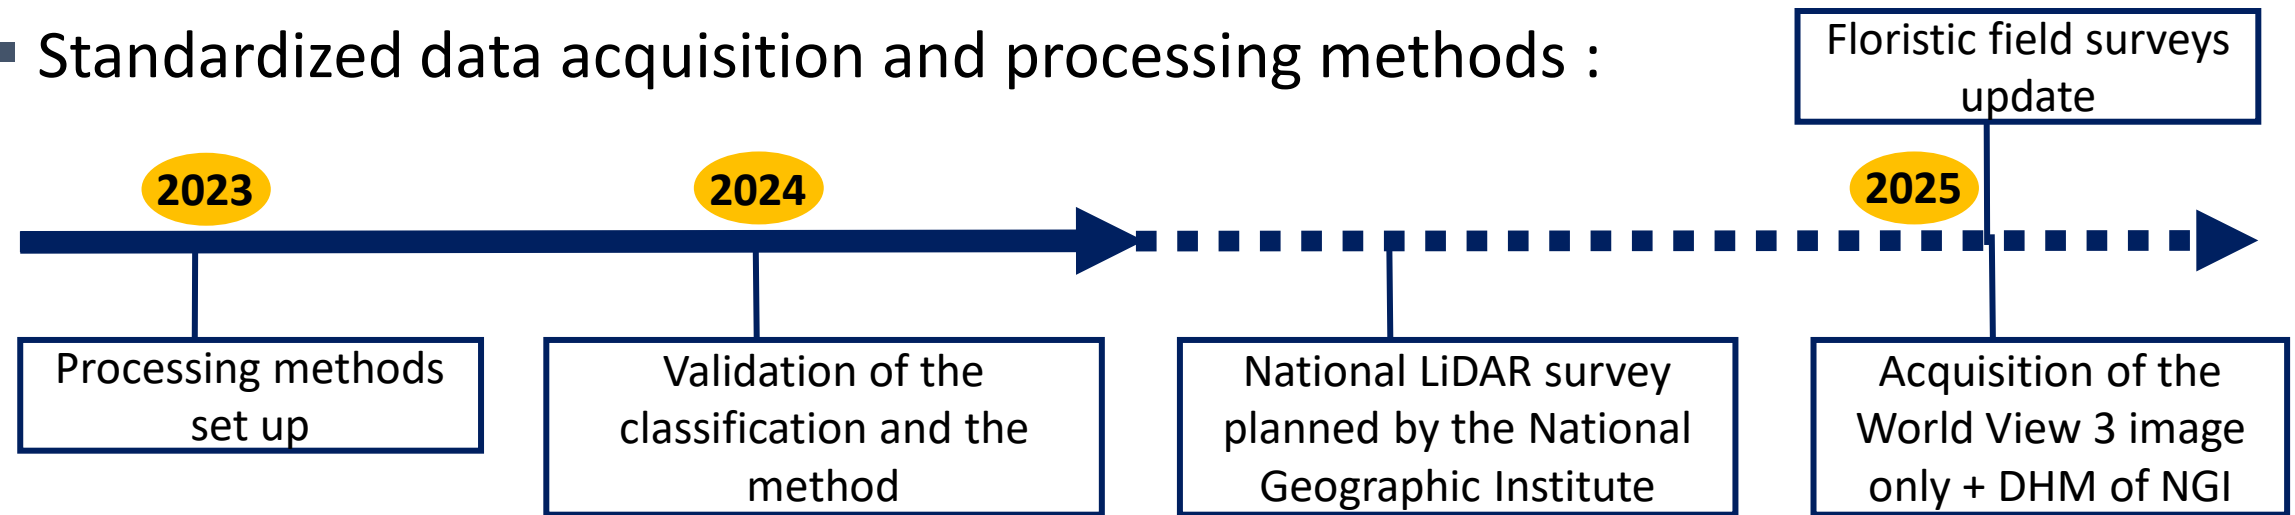 ▪ Standardized data acquisition and processing methods :
Floristic field surveys
update
2023
2024
2025
Processing methods
set up
Validation of the
classification and the
method
National LiDAR survey
planned by the National
Geographic Institute
Acquisition of the
World View 3 image
only + DHM of NGI